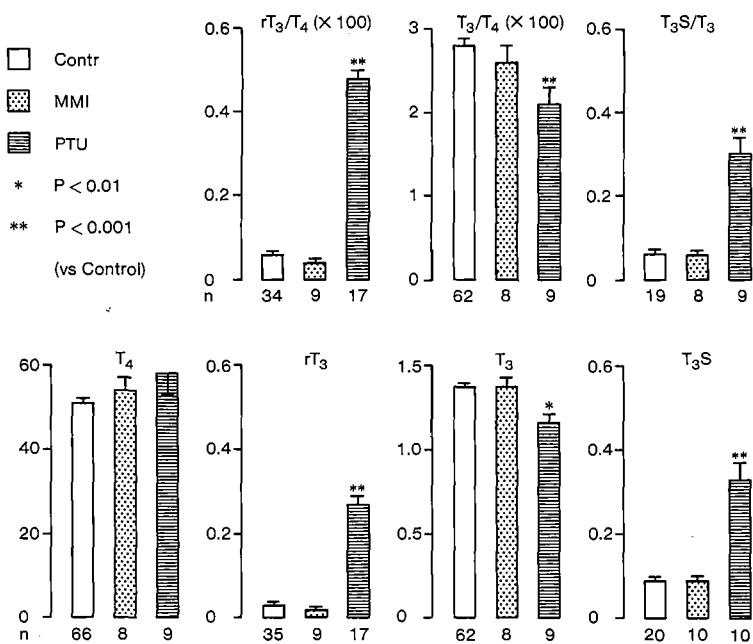 rT₃/T₄ (× 100)
T₃/T₄ (× 100)
T₃S/T₃
Contr
MMI
PTU
* P < 0.01
** P < 0.001
(vs Control)
0.6
0.4
0.2
0
**
n 34 9 17
3
2
1
0
**
62 8 9
0.6
0.4
0.2
0
**
19 8 9
T₄
60
40
20
0
n 66 8 9
rT₃
0.6
0.4
0.2
0
**
35 9 17
T₃
1.5
1.0
0.5
0
*
62 8 9
T₃S
0.6
0.4
0.2
0
**
20 10 10